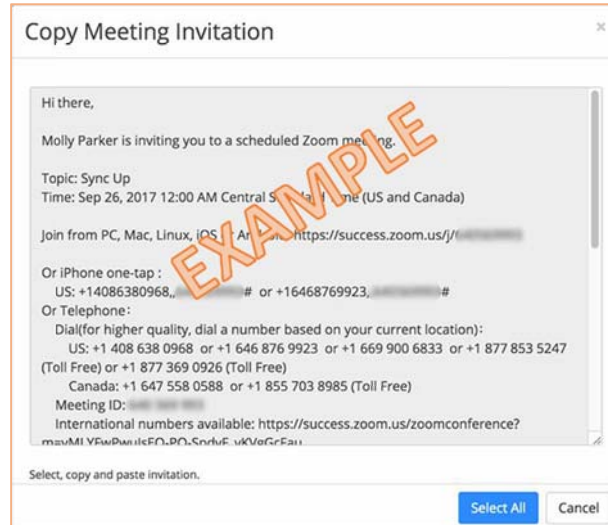 Copy Meeting Invitation
×
Hi there,
Molly Parker is inviting you to a scheduled Zoom meeting.
Topic: Sync Up
Time: Sep 26, 2017 12:00 AM Central Time (US and Canada)
Join from PC, Mac, Linux, iOS or https://success.zoom.us/j/
EXAMPLE
Or iPhone one-tap :
US: +14086380968,, # or +16468769923, #
Or Telephone:
Dial(for higher quality, dial a number based on your current location):
US: +1 408 638 0968 or +1 646 876 9923 or +1 669 900 6833 or +1 877 853 5247
(Toll Free) or +1 877 369 0926 (Toll Free)
Canada: +1 647 558 0588 or +1 855 703 8985 (Toll Free)
Meeting ID:
International numbers available: https://success.zoom.us/zoomconference?
Select, copy and paste invitation.
Select All Cancel